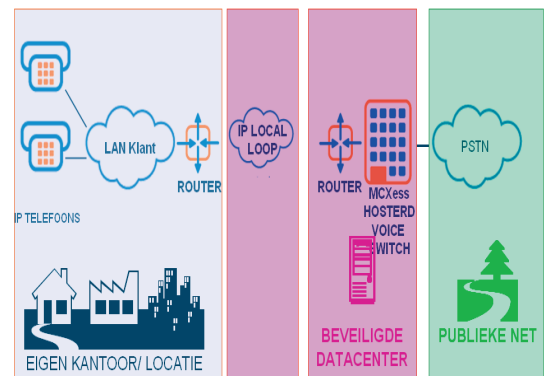 LAN Klant
ROUTER
IP TELEFOONS
EIGEN KANTOOR/ LOCATIE
IP LOCAL
LOOP
ROUTER
MCXess
HOSTERD
VOICE
SWITCH
BEVEILIGDE
DATACENTER
PSTN
PUBLIEKE NET